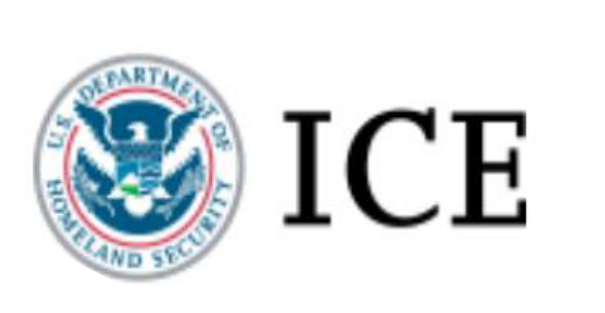 U.S. DEPARTMENT OF
HOMELAND SECURITY
ICE